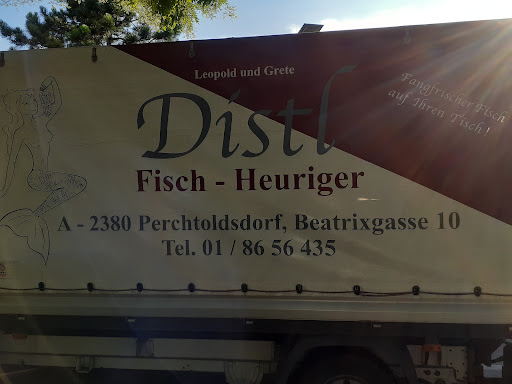 Leopold und Grete
Distl
Fangfrischer Fisch
auf Ihren Tisch!
Fisch - Heuriger
A - 2380 Perchtoldsdorf, Beatrixgasse 10
Tel. 01 / 86 56 435